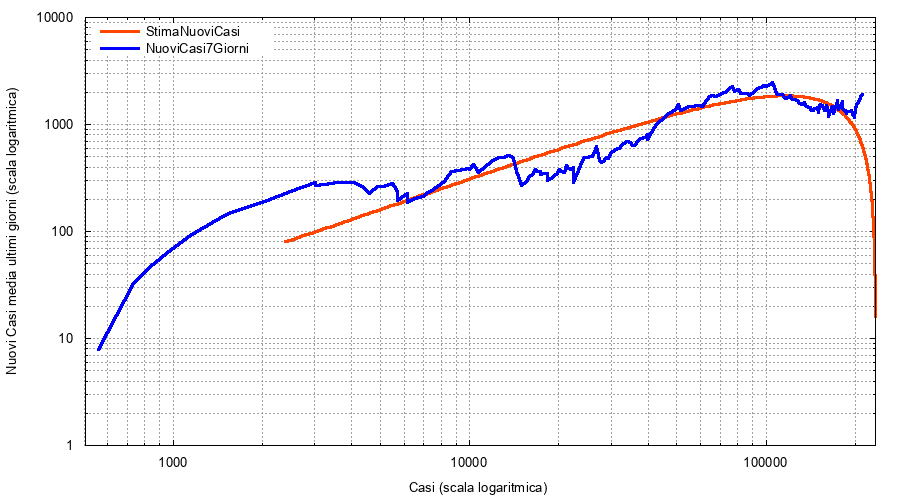 10000
1000
100
10
1
StimaNuoviCasi
NuoviCasi7Giorni
Nuovi Casi media ultimi giorni (scala logaritmica)
1000 10000 100000
Casi (scala logaritmica)